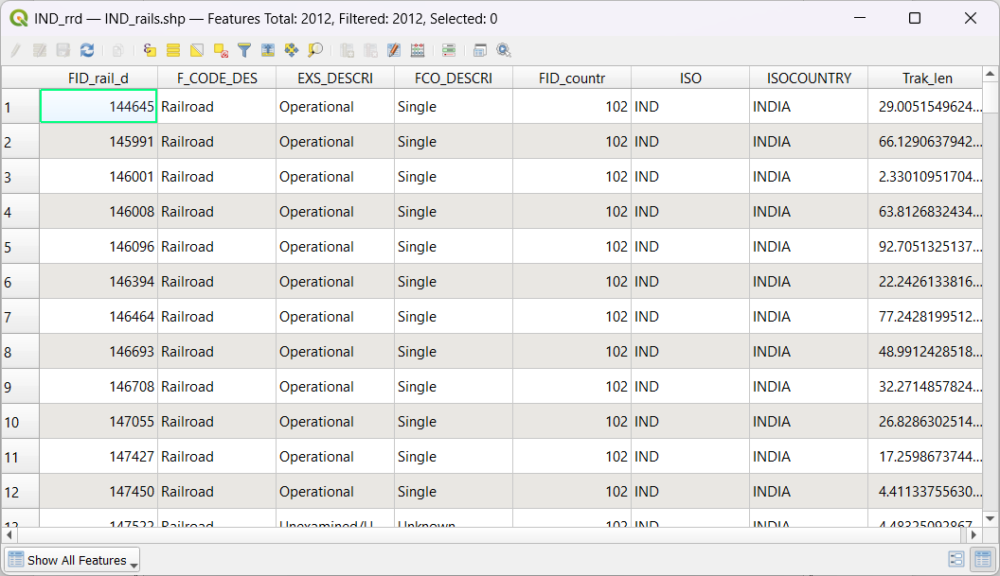 IND_rrd — IND_rails.shp — Features Total: 2012, Filtered: 2012, Selected: 0
FID_rail_d F_CODE_DES EXS_DESCRI FCO_DESCRI FID_countr ISO ISOCOUNTRY Trak_len
1 144645 Railroad Operational Single 102 IND INDIA 29.0051549624...
2 145991 Railroad Operational Single 102 IND INDIA 66.1290637942...
3 146001 Railroad Operational Single 102 IND INDIA 2.33010951704...
4 146008 Railroad Operational Single 102 IND INDIA 63.8126832434...
5 146096 Railroad Operational Single 102 IND INDIA 92.7051325137...
6 146394 Railroad Operational Single 102 IND INDIA 22.2426133816...
7 146464 Railroad Operational Single 102 IND INDIA 77.2428199512...
8 146693 Railroad Operational Single 102 IND INDIA 48.9912428518...
9 146708 Railroad Operational Single 102 IND INDIA 32.2714857824...
10 147055 Railroad Operational Single 102 IND INDIA 26.8286302514...
11 147427 Railroad Operational Single 102 IND INDIA 17.2598673744...
12 147450 Railroad Operational Single 102 IND INDIA 4.41133755630...
13 147522 Railroad Unexamined/U... Unknown 102 IND INDIA 4.48325092867...
Show All Features